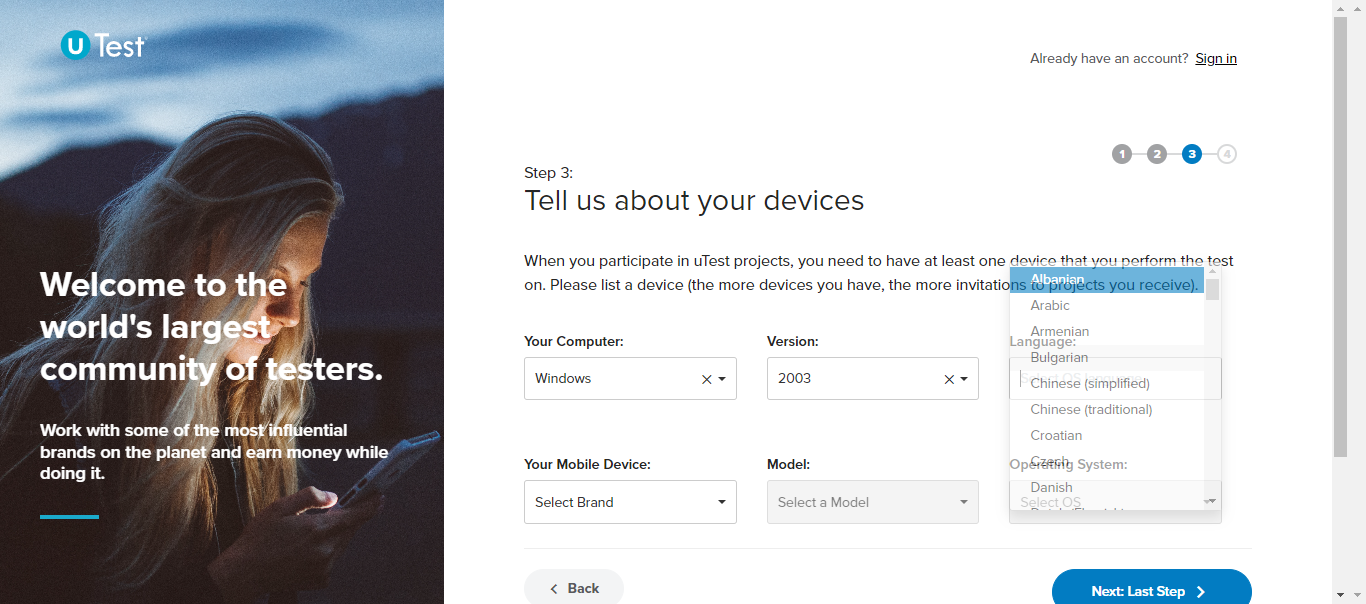 uTest
Already have an account? Sign in
1 2 3 4
Step 3:
Tell us about your devices
When you participate in uTest projects, you need to have at least one device that you perform the test
on. Please list a device (the more devices you have, the more invitations to projects you receive).
Welcome to the
world's largest
community of testers.
Work with some of the most influential
brands on the planet and earn money while
doing it.
Your Computer:
Windows
Version:
2003
Language:
Albanian
Arabic
Armenian
Bulgarian
Chinese (simplified)
Chinese (traditional)
Croatian
Czech
Danish
Your Mobile Device:
Select Brand
Model:
Select a Model
Operating System:
Select OS
Back
Next: Last Step